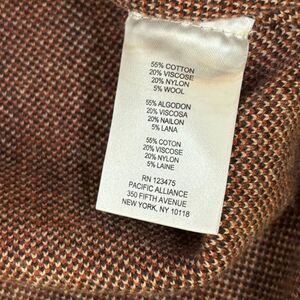 55% COTTON
20% VISCOSE
20% NYLON
5% WOOL
55% ALGODON
20% VISCOSA
20% NAILON
5% LANA
55% COTON
20% VISCOSE
20% NYLON
5% LAINE
RN 123475
PACIFIC ALLIANCE
350 FIFTH AVENUE
NEW YORK, NY 10118